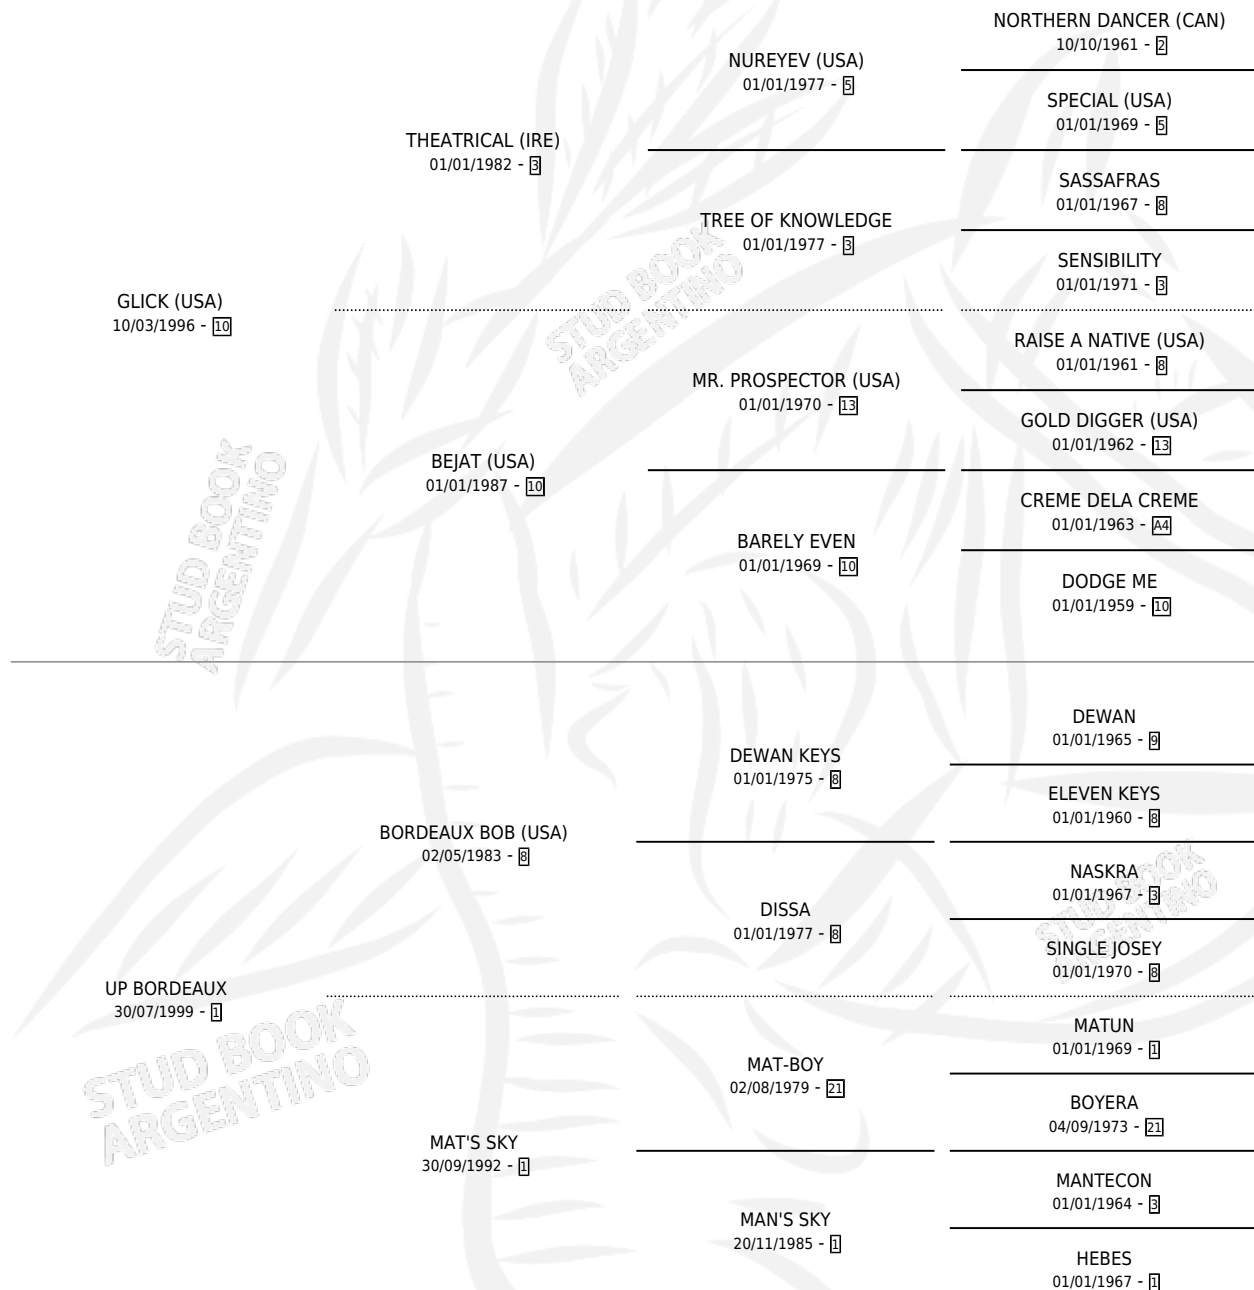 NORTHERN DANCER (CAN)
10/10/1961 - 2
NUREYEV (USA)
01/01/1977 - 5
SPECIAL (USA)
01/01/1969 - 5
THEATRICAL (IRE)
01/01/1982 - 3
SASSAFRAS
01/01/1967 - 8
TREE OF KNOWLEDGE
01/01/1977 - 3
SENSIBILITY
01/01/1971 - 3
GLICK (USA)
10/03/1996 - 10
STUD BOOK
ARGENTINO
RAISE A NATIVE (USA)
01/01/1961 - 8
MR. PROSPECTOR (USA)
01/01/1970 - 13
GOLD DIGGER (USA)
01/01/1962 - 13
BEJAT (USA)
01/01/1987 - 10
CREME DELA CREME
01/01/1963 - A4
BARELY EVEN
01/01/1969 - 10
DODGE ME
01/01/1959 - 10
STUD BOOK
ARGENTINO
DEWAN
01/01/1965 - 9
DEWAN KEYS
01/01/1975 - 8
ELEVEN KEYS
01/01/1960 - 8
BORDEAUX BOB (USA)
02/05/1983 - 8
NASKRA
01/01/1967 - 3
DISSA
01/01/1977 - 8
STUD BOOK
ARGENTINO
SINGLE JOSEY
01/01/1970 - 8
UP BORDEAUX
30/07/1999 - 1
STUD BOOK
ARGENTINO
MATUN
01/01/1969 - 1
MAT-BOY
02/08/1979 - 21
BOYERA
04/09/1973 - 21
MAT'S SKY
30/09/1992 - 1
MANTECON
01/01/1964 - 3
MAN'S SKY
20/11/1985 - 1
HEBES
01/01/1967 - 1